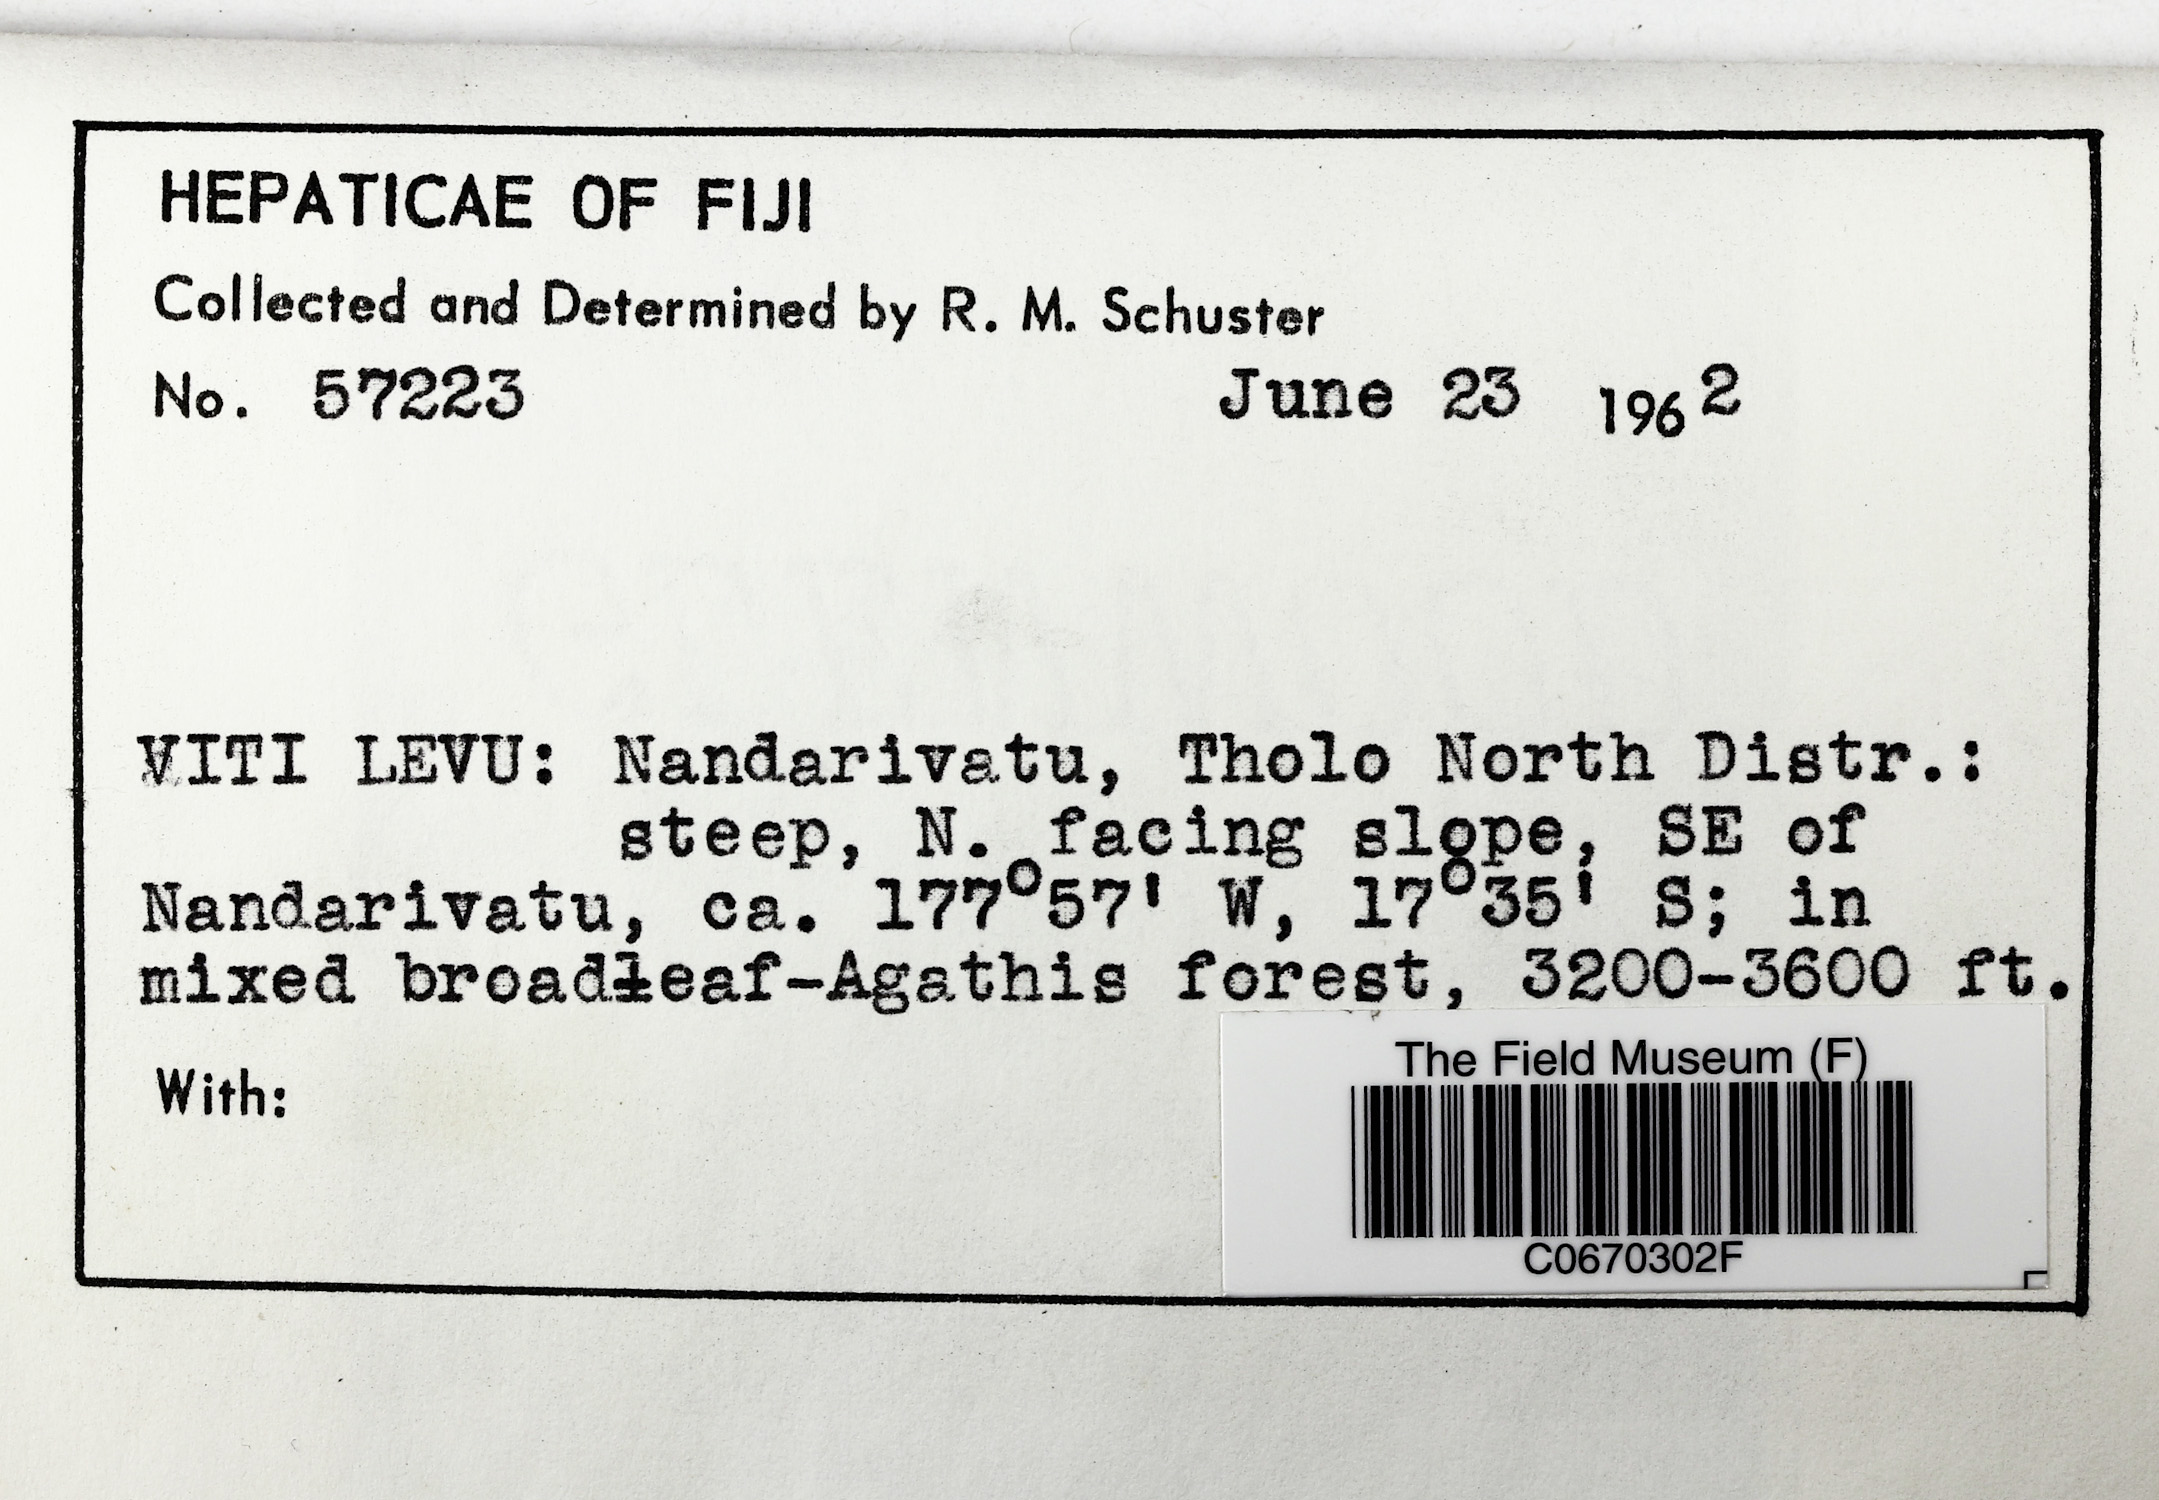 HEPATICAE OF FIJI
Collected and Determined by R. M. Schuster
No. 57223 June 23 1962
VITI LEVU: Nandarivatu, Tholo North Distr.:
steep, N. facing slope, SE of
Nandarivatu, ca. 177°57' W, 17°35' S; in
mixed broadleaf-Agathis forest, 3200-3600 ft.
The Field Museum (F)
With:
C0670302F